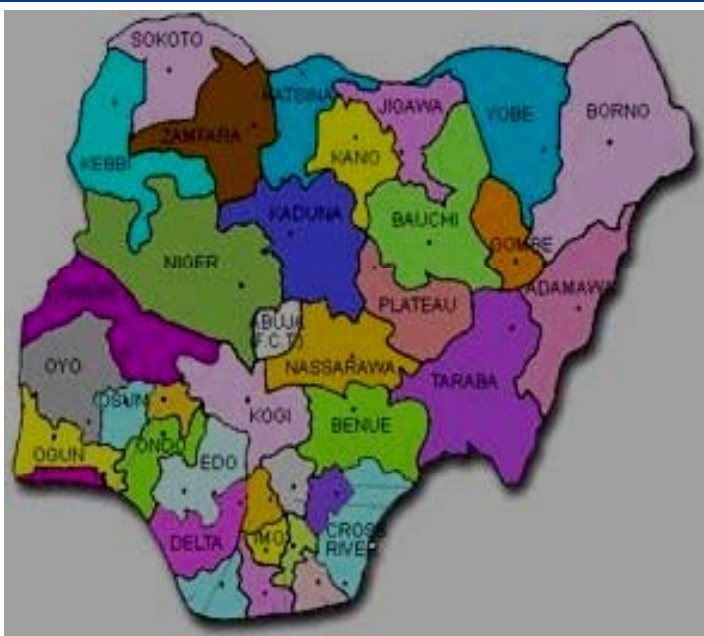 SOKOTO
KATSINA
JIGAWA
YOBE
BORNO
ZAMFARA
KANO
KEBBI
KADUNA
BAUCHI
GOMBE
NIGER
ADAMAWA
PLATEAU
ABUJA
(F.C.T)
OYO
NASSARAWA
TARABA
OSUN
KOGI
BENUE
ONDO
OGUN
EDO
DELTA
IMO
CROSS
RIVER